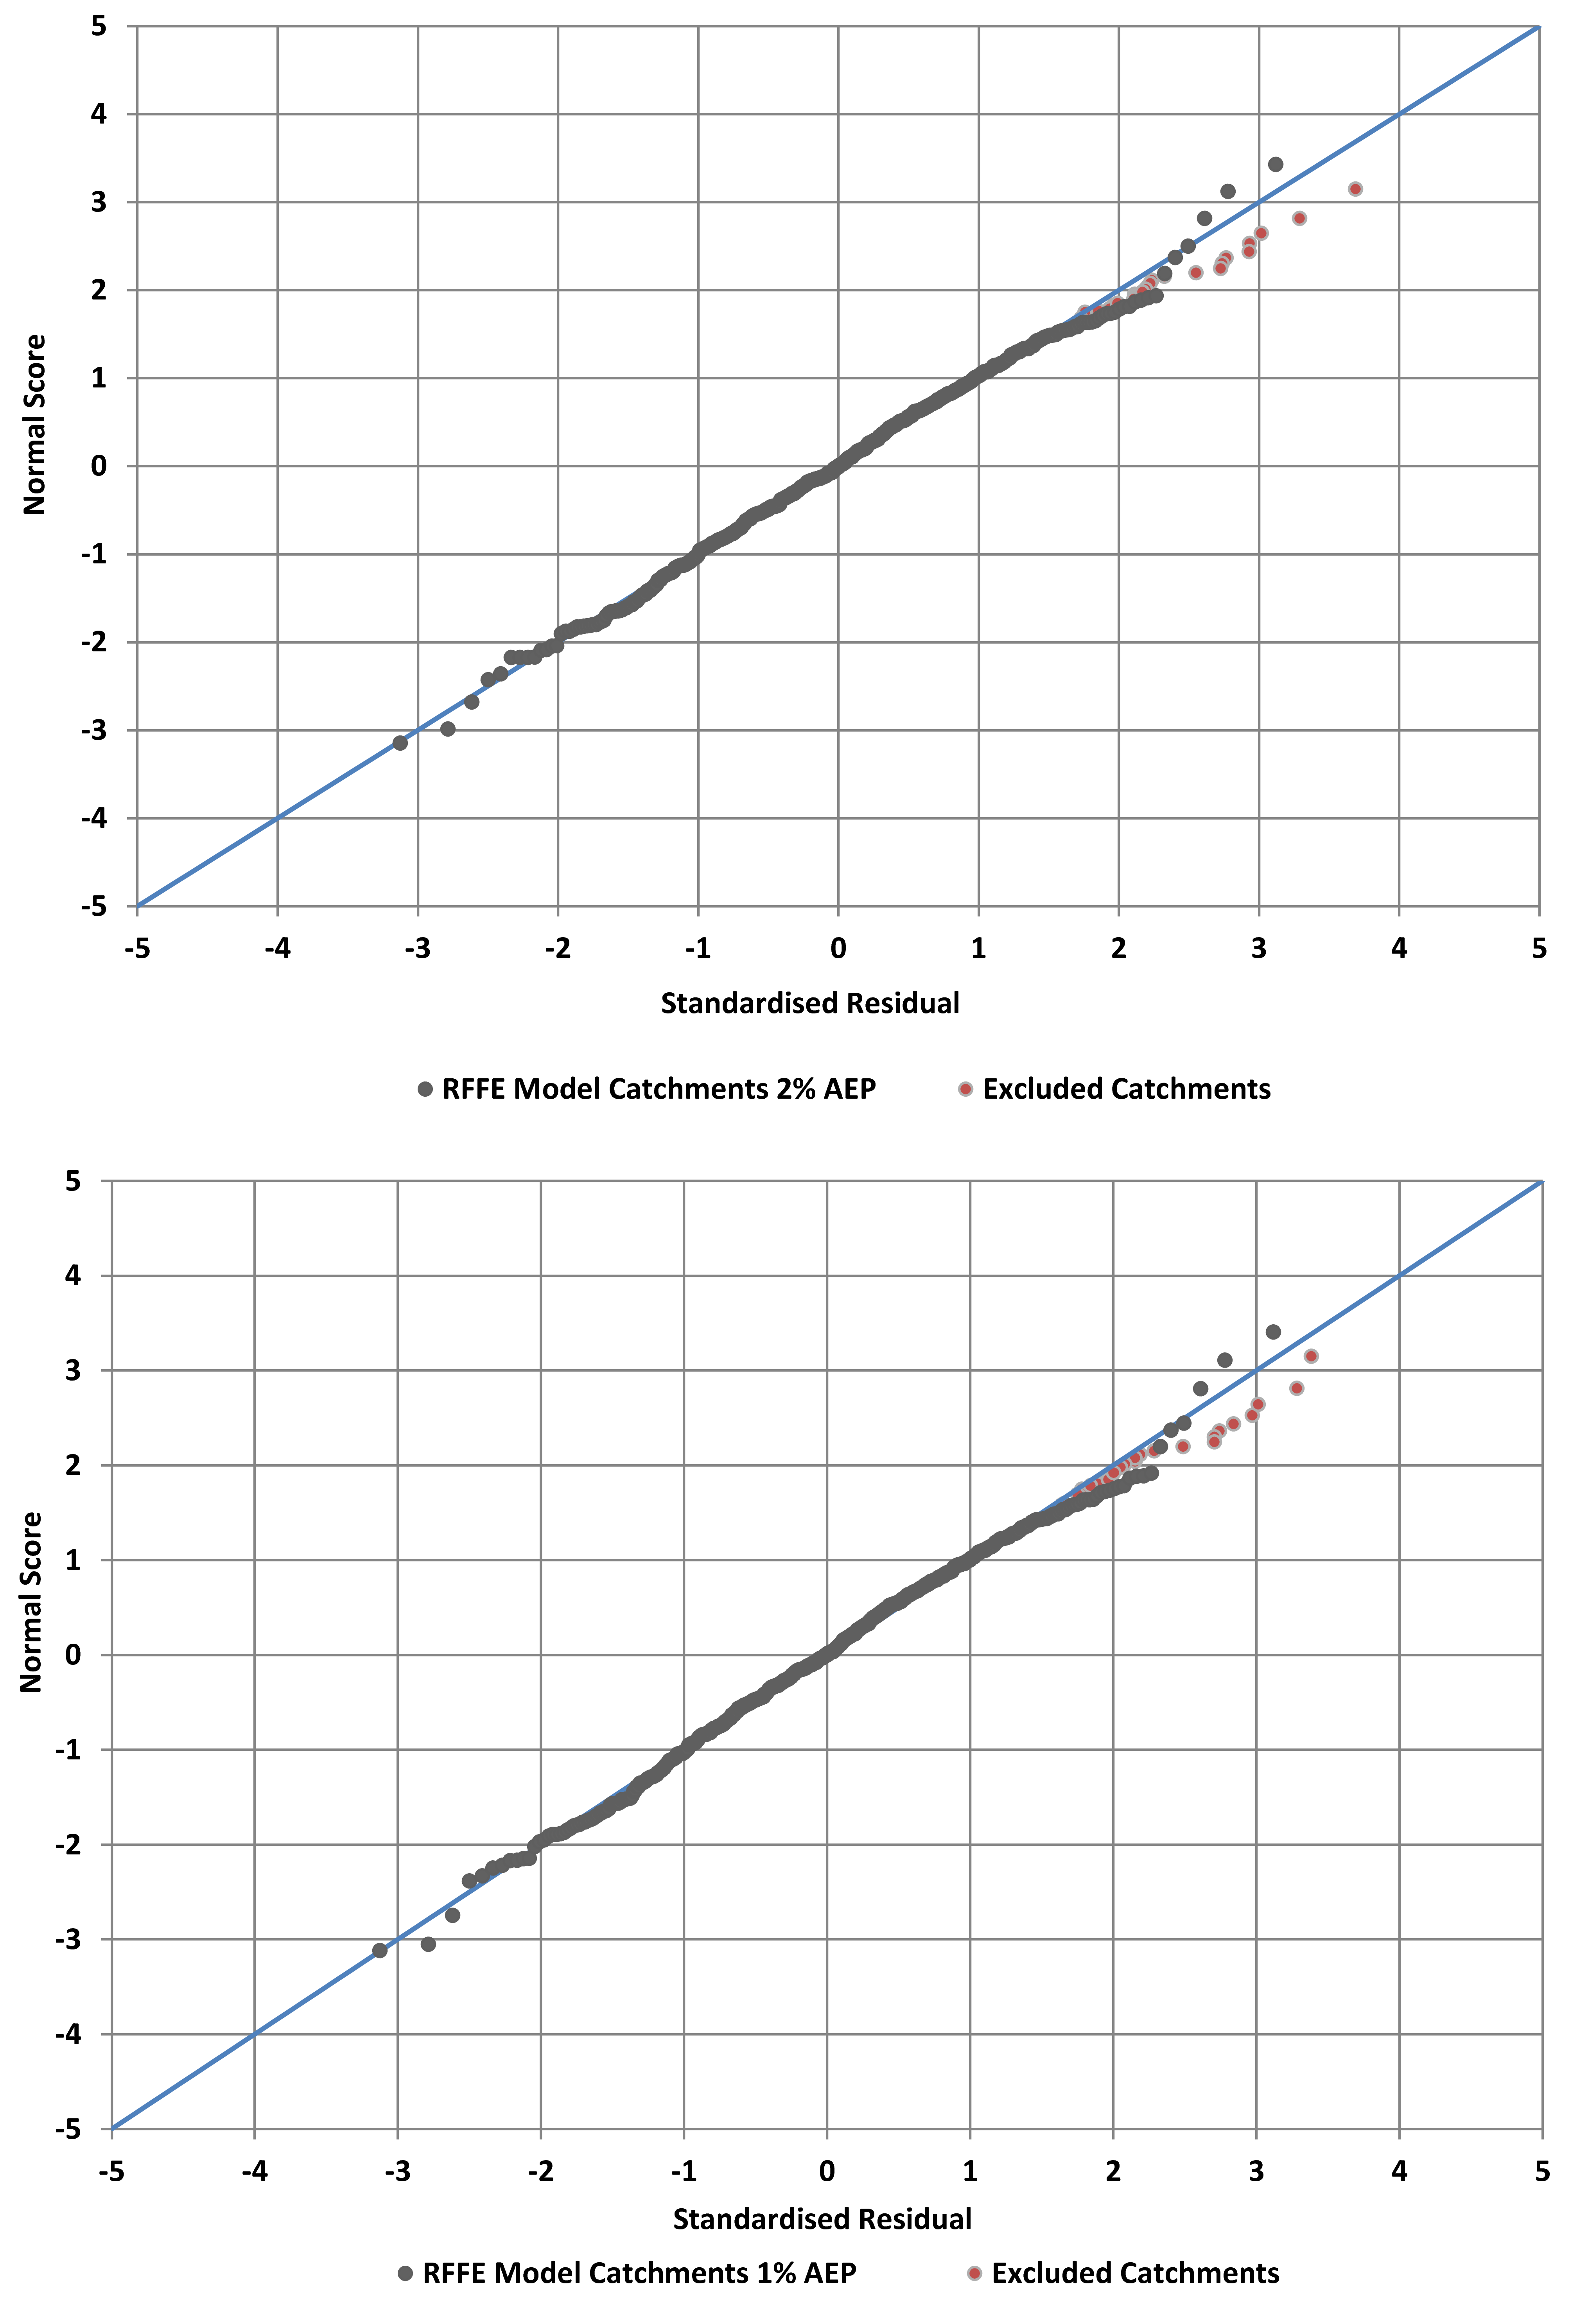 5
4
3
2
1
0
-1
-2
-3
-4
-5
Normal Score
-5 -4 -3 -2 -1 0 1 2 3 4 5
Standardised Residual
RFFE Model Catchments 2% AEP Excluded Catchments
5
4
3
2
1
0
-1
-2
-3
-4
-5
Normal Score
-5 -4 -3 -2 -1 0 1 2 3 4 5
Standardised Residual
RFFE Model Catchments 1% AEP Excluded Catchments